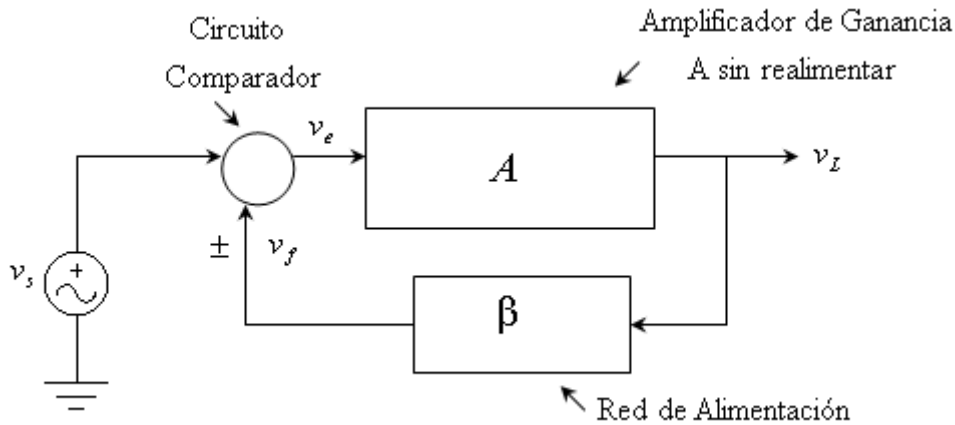 Circuito
Comparador
Amplificador de Ganancia
A sin realimentar
v_e
A
v_L
±
v_f
v_s
+
β
Red de Alimentación